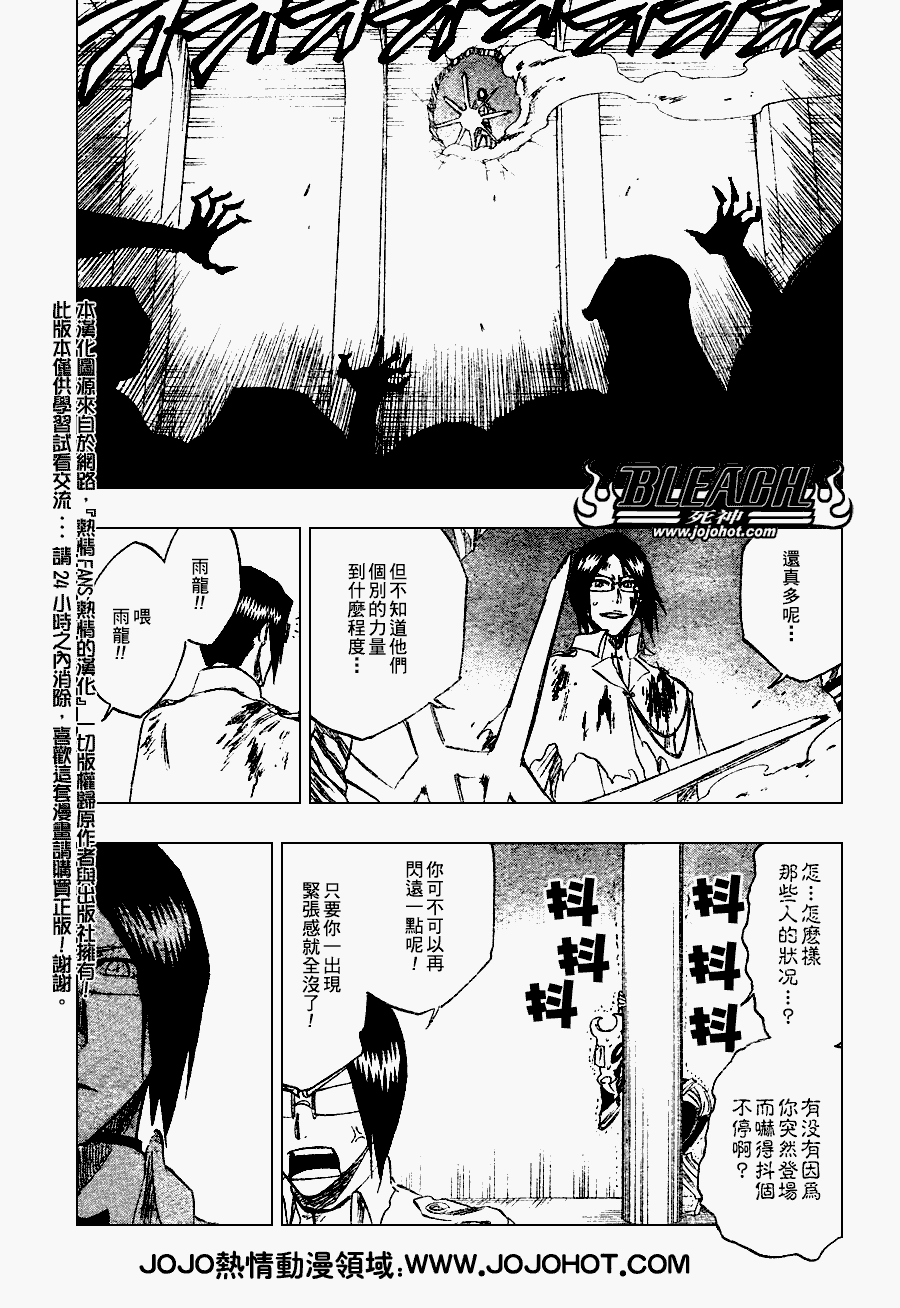 BLEACH
死神
www.jojohot.com
還真多呢…
但不知道他們
個別的力量
到什麼程度…
雨龍!!
喂
雨龍!!
怎…怎麼樣
那些人的狀況…?
有没有因為
你突然登場
而嚇得抖個
不停啊?
抖
抖
抖
抖
抖
抖
你可不可以再
閃遠一點呢!
只要你一出現
緊張感就全沒了!
本漢化圖源來自於網路,『熱情FANS-熱情的漢化』一切版權歸原作者與出版社擁有!
此版本僅供學習試看交流... 請24小時之內消除,喜歡這套漫畫請購買正版!謝謝。
JOJO熱情動漫領域:WWW.JOJOHOT.COM